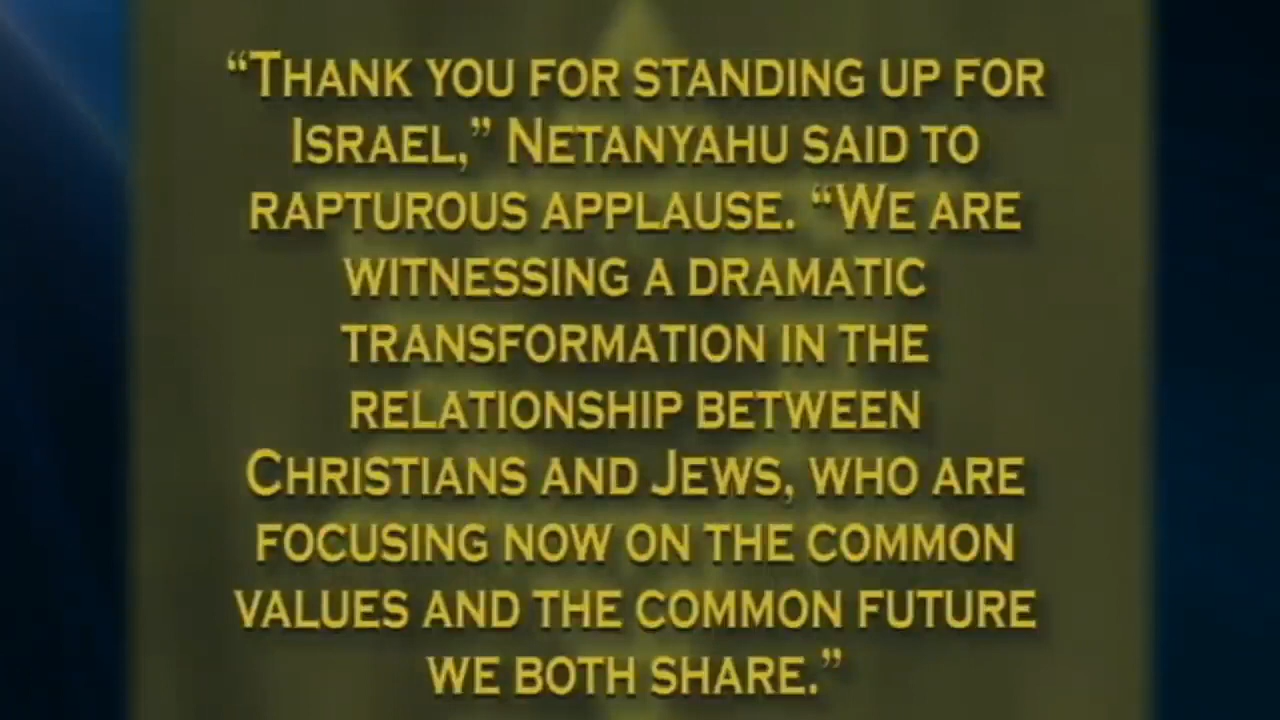 “Thank you for standing up for
Israel,” Netanyahu said to
rapturous applause. “We are
witnessing a dramatic
transformation in the
relationship between
Christians and Jews, who are
focusing now on the common
values and the common future
we both share.”